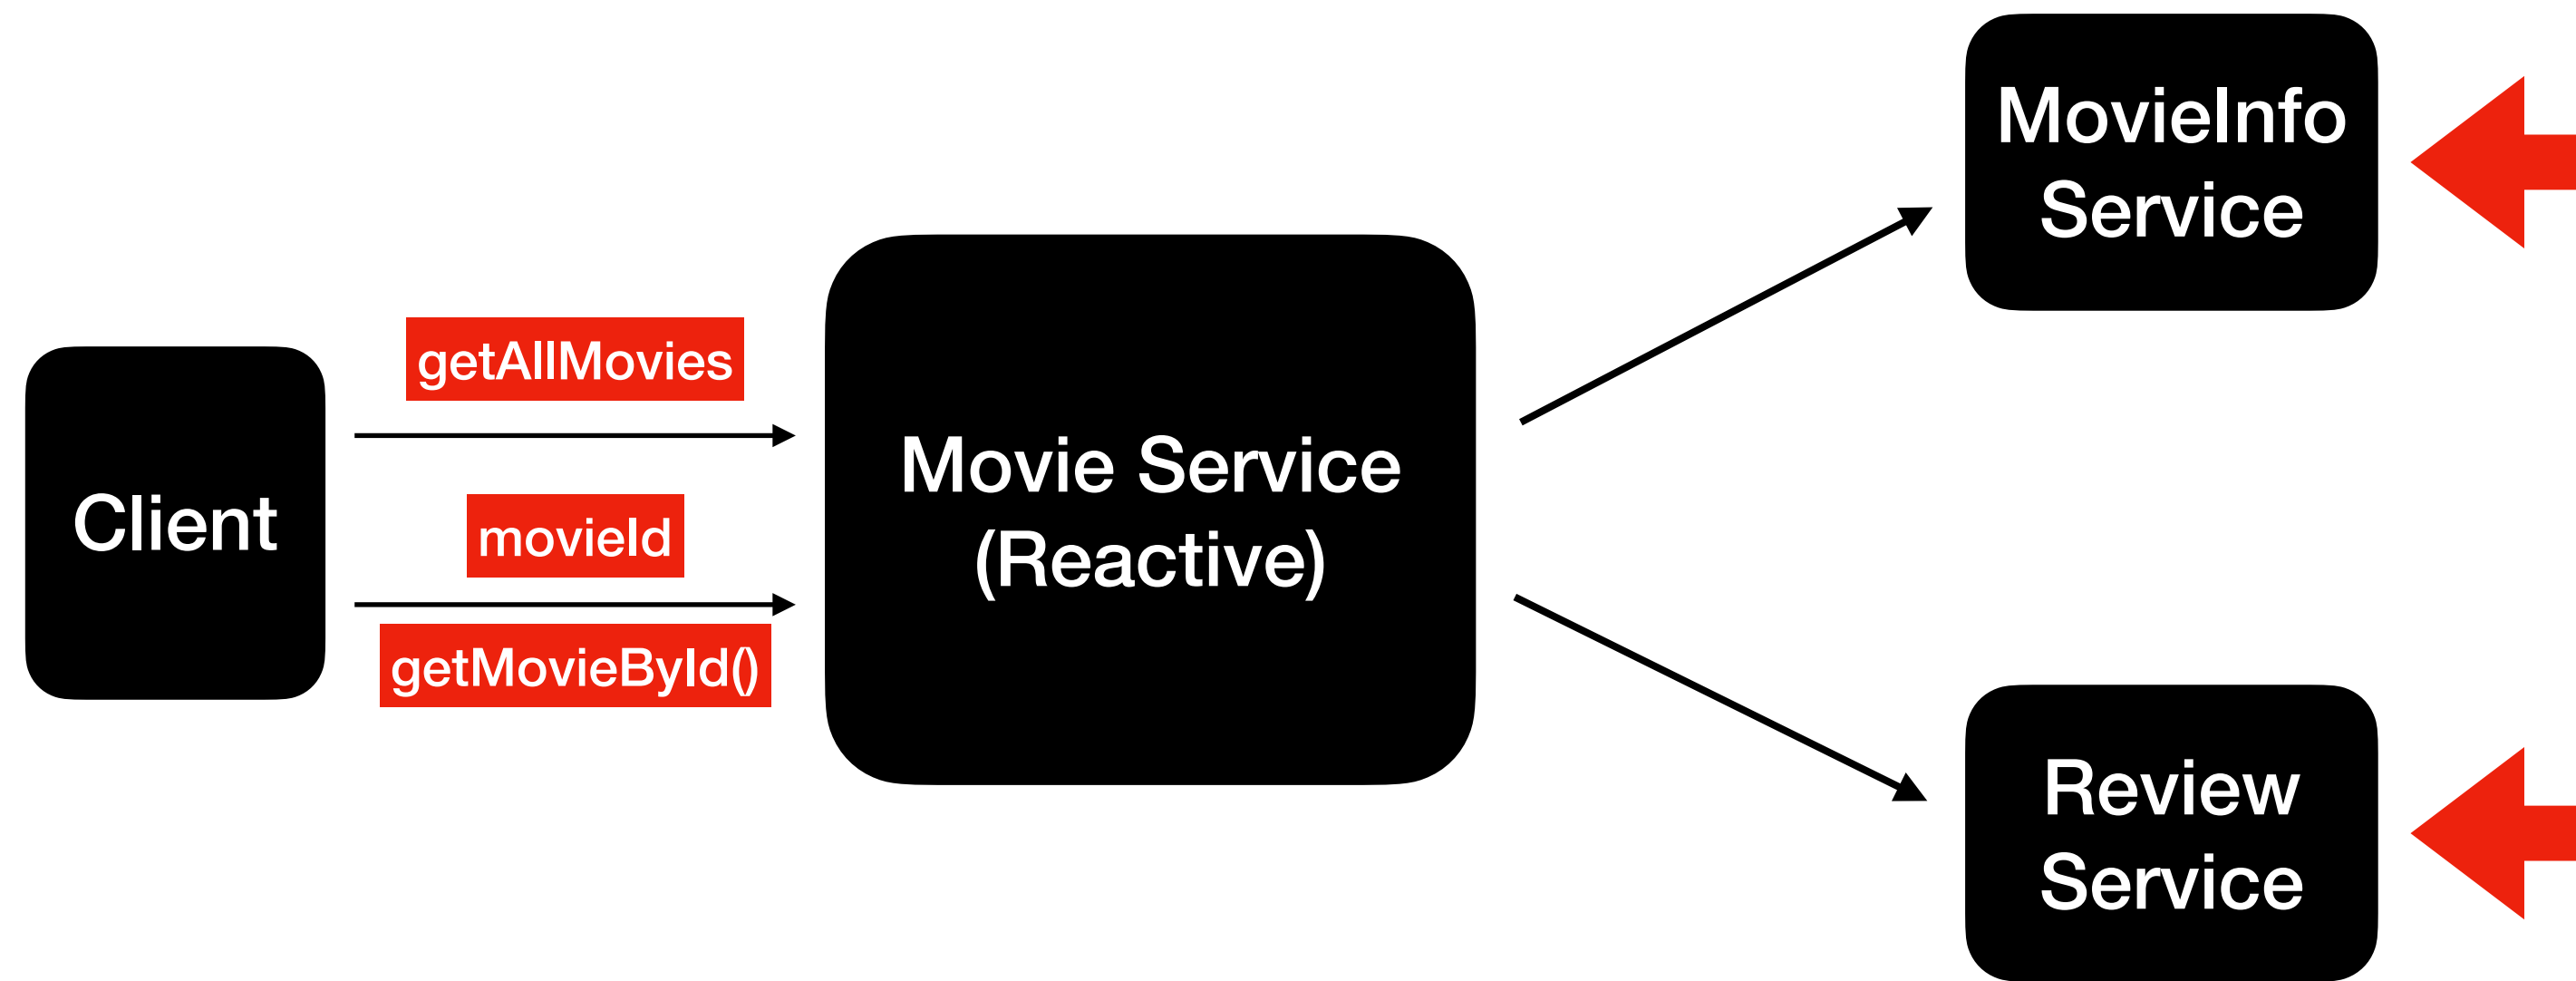 MovieInfo
Service
getAllMovies
Client
movieId
getMovieById()
Movie Service
(Reactive)
Review
Service